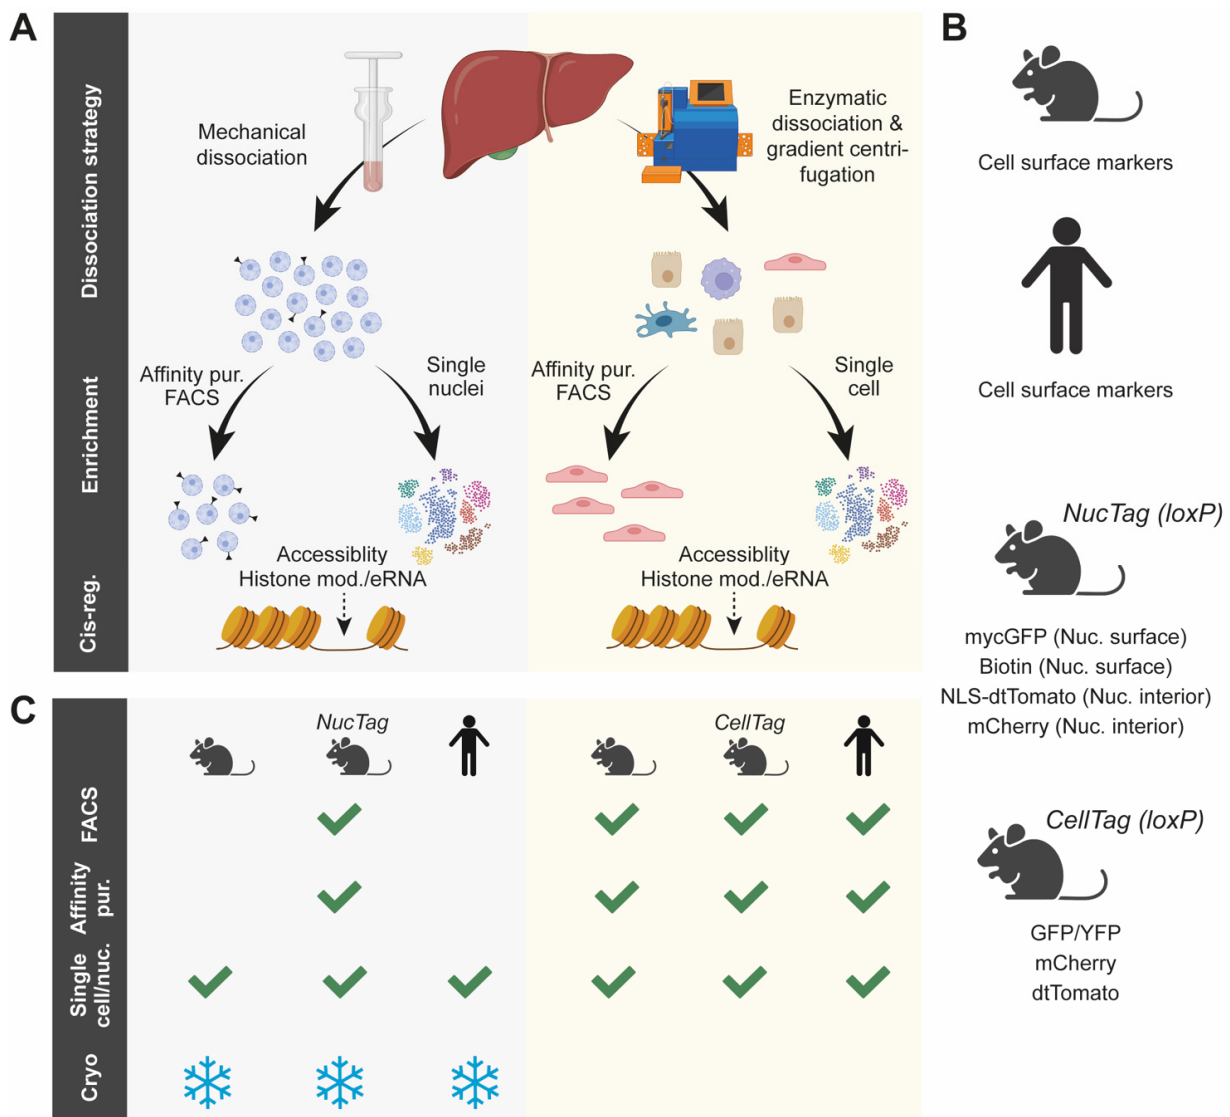 A
Dissociation strategy
Enrichment
Cis-reg.
Mechanical
dissociation
Enzymatic
dissociation &
gradient centri-
fugation
Affinity pur.
FACS
Single
nuclei
Affinity pur.
FACS
Single
cell
Accessiblity
Histone mod./eRNA
Accessiblity
Histone mod./eRNA
B
Cell surface markers
Cell surface markers
NucTag (loxP)
mycGFP (Nuc. surface)
Biotin (Nuc. surface)
NLS-dtTomato (Nuc. interior)
mCherry (Nuc. interior)
CellTag (loxP)
GFP/YFP
mCherry
dtTomato
C
NucTag
CellTag
FACS
Affinity
pur.
Single
cell/nuc.
Cryo